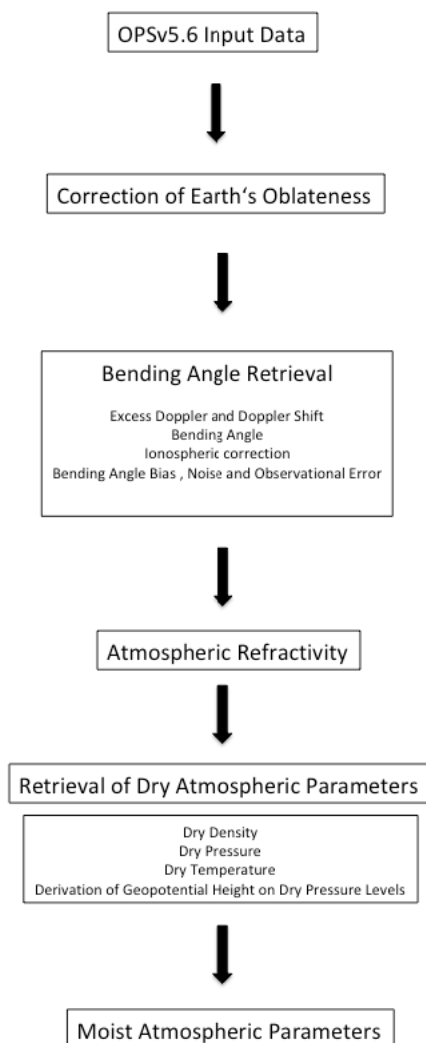 OPSv5.6 Input Data
Correction of Earth‘s Oblateness
Bending Angle Retrieval
Excess Doppler and Doppler Shift
Bending Angle
Ionospheric correction
Bending Angle Bias , Noise and Observational Error
Atmospheric Refractivity
Retrieval of Dry Atmospheric Parameters
Dry Density
Dry Pressure
Dry Temperature
Derivation of Geopotential Height on Dry Pressure Levels
Moist Atmospheric Parameters